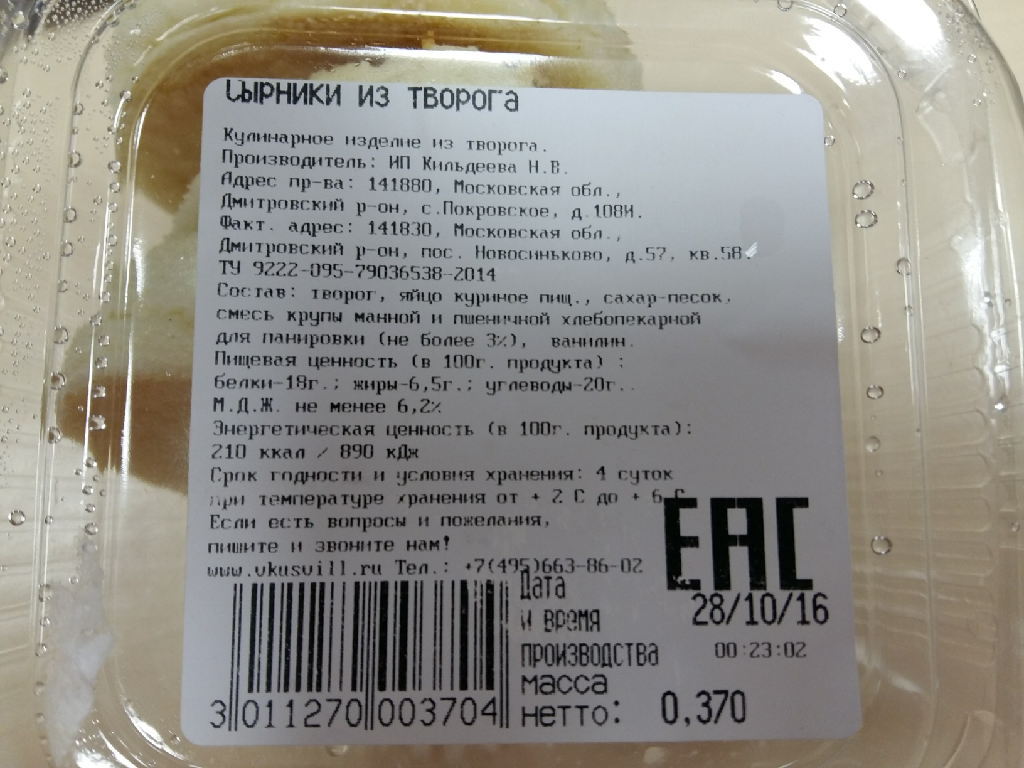 Сырники из творога
Кулинарное изделие из творога.
Производитель: ИП Кильдеева Н.В.
Адрес пр-ва: 141880, Московская обл.,
Дмитровский р-он, с.Покровское, д.108И.
Факт. адрес: 141830, Московская обл.,
Дмитровский р-он, пос. Новосиньково, д.57, кв.58.
ТУ 9222-095-79036538-2014
Состав: творог, яйцо куриное пищ., сахар-песок,
смесь крупы манной и пшеничной хлебопекарной
для панировки (не более 3%), ванилин.
Пищевая ценность (в 100г. продукта) :
белки-18г.; жиры-6,5г.; углеводы-20г..
М.Д.Ж. не менее 6,2%
Энергетическая ценность (в 100г. продукта):
210 ккал / 890 кДж
Срок годности и условия хранения: 4 суток
при температуре хранения от + 2 С до + 6 С
Если есть вопросы и пожелания,
пишите и звоните нам!
www.vkusvill.ru Тел.: +7(495)663-86-02
EAC
Дата
и время
производства
28/10/16
00:23:02
масса
нетто: 0,370
3 011270 003704